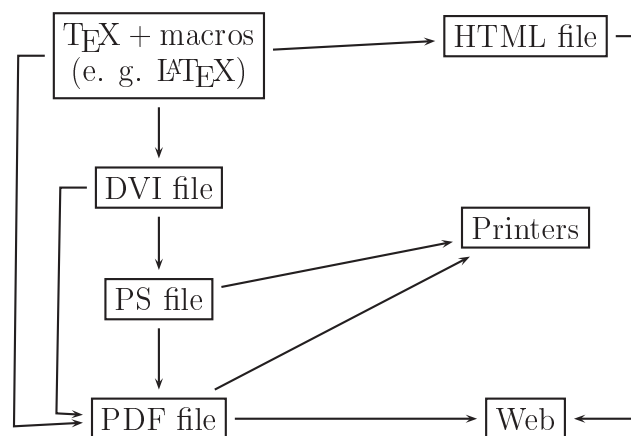 TEX + macros
(e. g. LATEX)
HTML file
DVI file
Printers
PS file
PDF file
Web